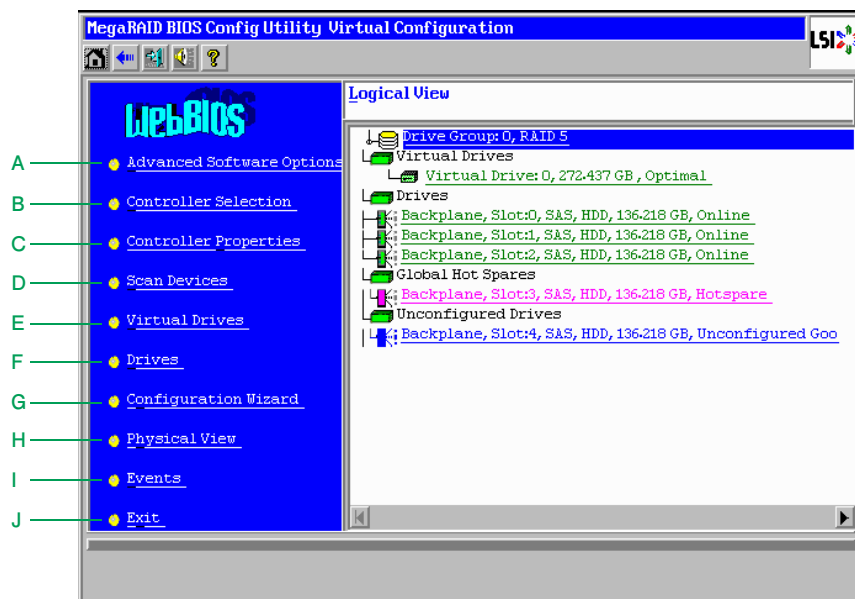 MegaRAID BIOS Config Utility Virtual Configuration
LSI
WebBIOS
Logical View
A Advanced Software Options
B Controller Selection
C Controller Properties
D Scan Devices
E Virtual Drives
F Drives
G Configuration Wizard
H Physical View
I Events
J Exit
Drive Group: 0, RAID 5
Virtual Drives
Virtual Drive: 0, 272.437 GB , Optimal
Drives
Backplane, Slot:0, SAS, HDD, 136.218 GB, Online
Backplane, Slot:1, SAS, HDD, 136.218 GB, Online
Backplane, Slot:2, SAS, HDD, 136.218 GB, Online
Global Hot Spares
Backplane, Slot:3, SAS, HDD, 136.218 GB, Hotspare
Unconfigured Drives
Backplane, Slot:4, SAS, HDD, 136.218 GB, Unconfigured Goo